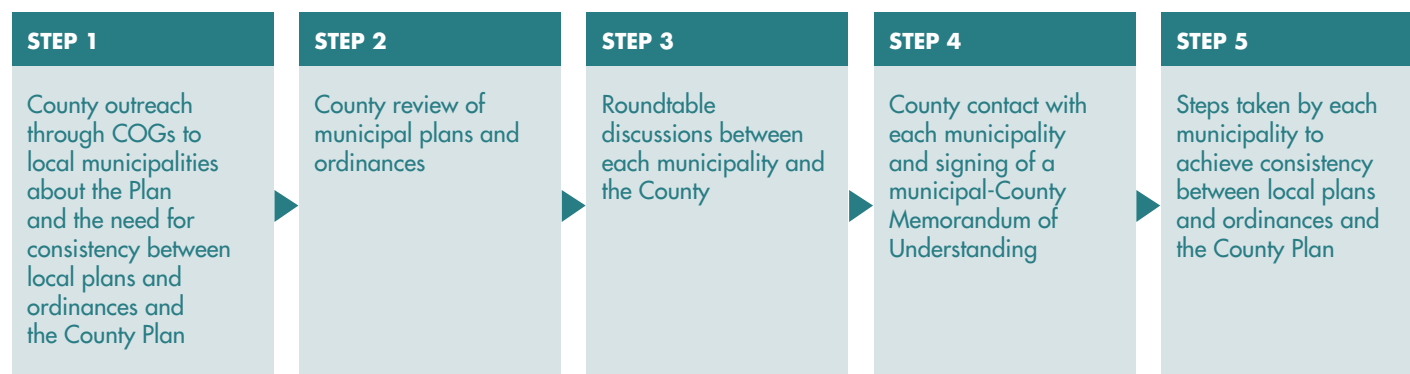 STEP 1
County outreach
through COGs to
local municipalities
about the Plan
and the need for
consistency between
local plans and
ordinances and
the County Plan
STEP 2
County review of
municipal plans and
ordinances
STEP 3
Roundtable
discussions between
each municipality and
the County
STEP 4
County contact with
each municipality
and signing of a
municipal-County
Memorandum of
Understanding
STEP 5
Steps taken by each
municipality to
achieve consistency
between local plans
and ordinances and
the County Plan